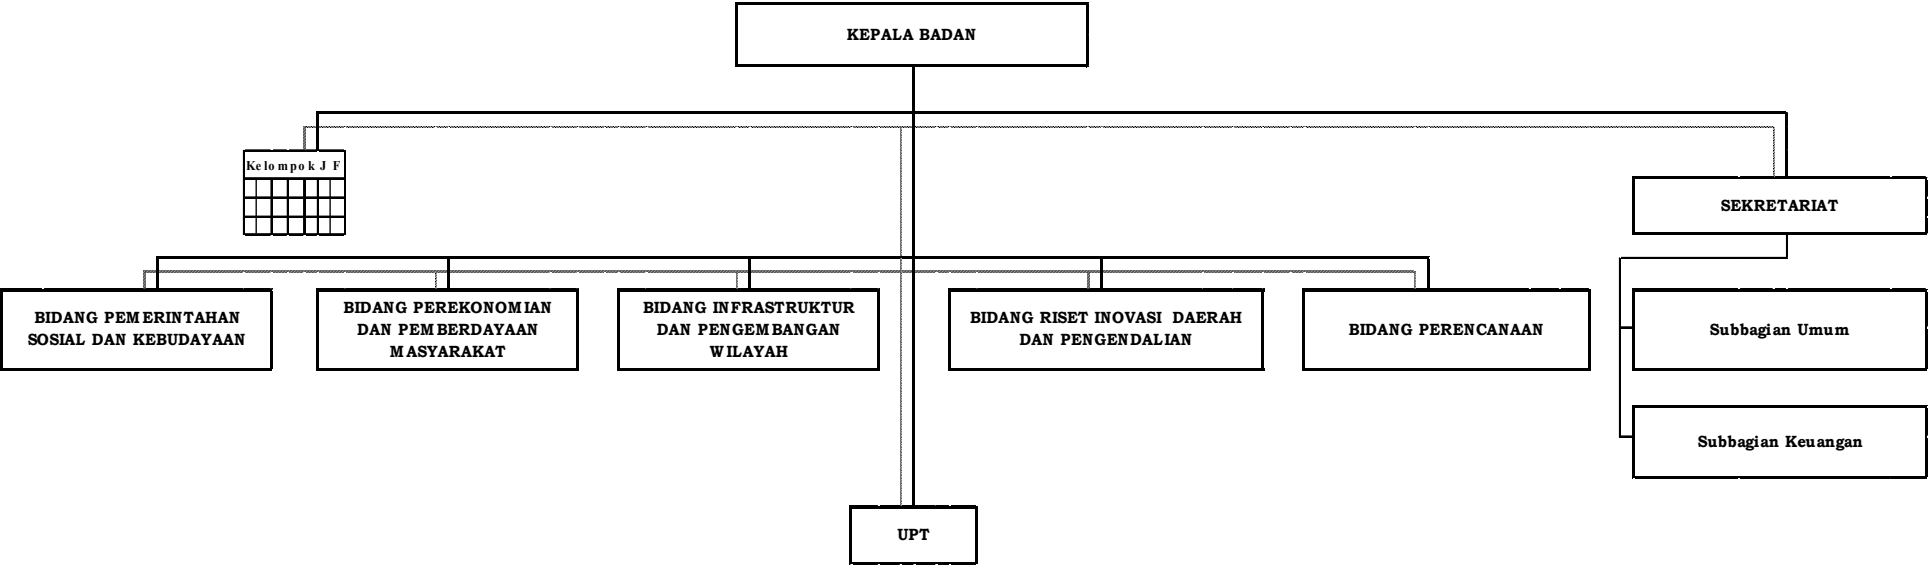 KEPALA BADAN
Kelompok J F
SEKRETARIAT
BIDANG PEMERINTAHAN
SOSIAL DAN KEBUDAYAAN
BIDANG PEREKONOMIAN
DAN PEMBERDAYAAN
MASYARAKAT
BIDANG INFRASTRUKTUR
DAN PENGEMBANGAN
WILAYAH
BIDANG RISET INOVASI DAERAH
DAN PENGENDALIAN
BIDANG PERENCANAAN
Subbagian Umum
Subbagian Keuangan
UPT